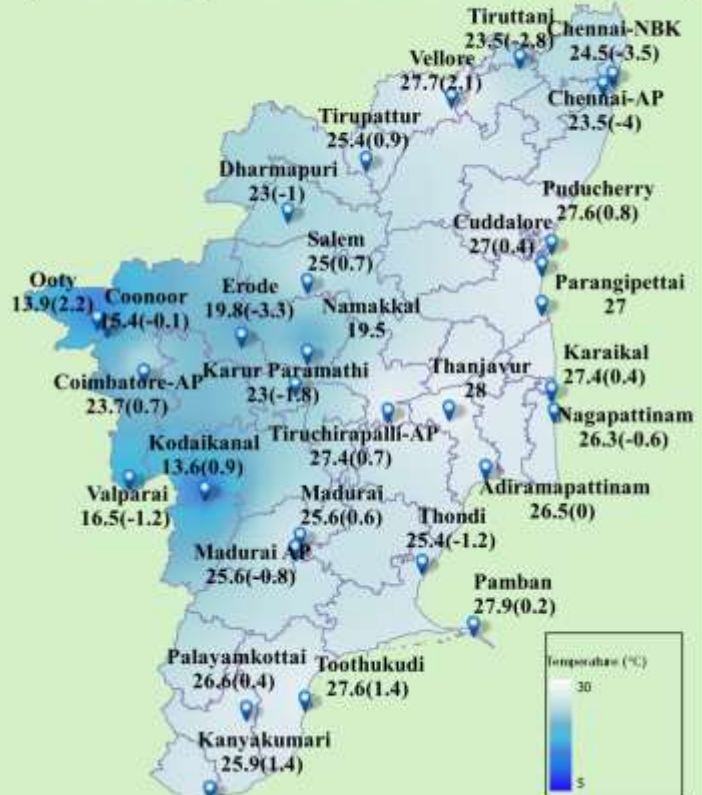 Tiruttani
23.5(-2.8)
Chennai-NBK
24.5(-3.5)
Vellore
27.7(2.1)
Chennai-AP
23.5(-4)
Tirupattur
25.4(0.9)
Dharmapuri
23(-1)
Puducherry
27.6(0.8)
Cuddalore
27(0.4)
Salem
25(0.7)
Parangipettai
27
Ooty
13.9(2.2)
Coonoor
15.4(-0.1)
Erode
19.8(-3.3)
Namakkal
19.5
Karaikal
27.4(0.4)
Coimbatore-AP
23.7(0.7)
Karur Paramathi
23(-1.8)
Thanjavur
28
Nagapattinam
26.3(-0.6)
Kodaikanal
13.6(0.9)
Tiruchirapalli-AP
27.4(0.7)
Valparai
16.5(-1.2)
Adiramapattinam
26.5(0)
Madurai
25.6(0.6)
Thondi
25.4(-1.2)
Madurai AP
25.6(-0.8)
Pamban
27.9(0.2)
Palayamkottai
26.6(0.4)
Toothukudi
27.6(1.4)
Kanyakumari
25.9(1.4)
Temperature (°C)
30
5